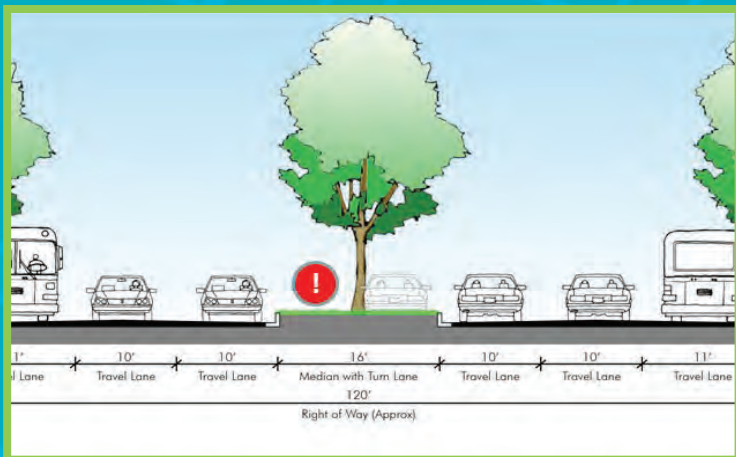 !
1' 10' 10' 16' 10' 10' 11'
Lane Travel Lane Travel Lane Median with Turn Lane Travel Lane Travel Lane Travel Lane
120'
Right of Way (Approx)